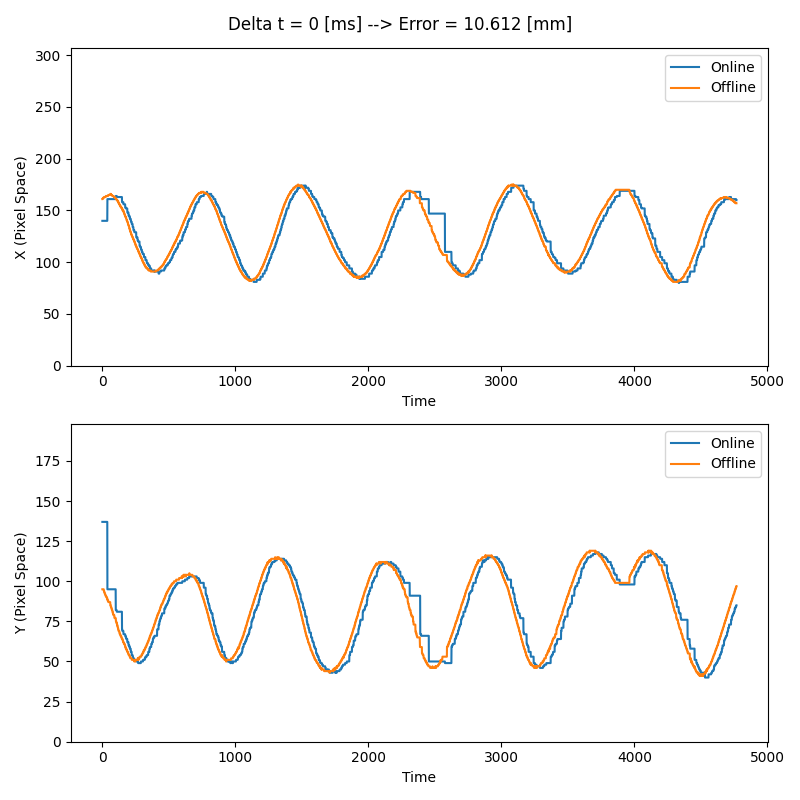 Delta t = 0 [ms] --> Error = 10.612 [mm]
300
250
200
150
100
50
0
X (Pixel Space)
Online
Offline
0 1000 2000 3000 4000 5000
Time
175
150
125
100
75
50
25
0
Y (Pixel Space)
Online
Offline
0 1000 2000 3000 4000 5000
Time